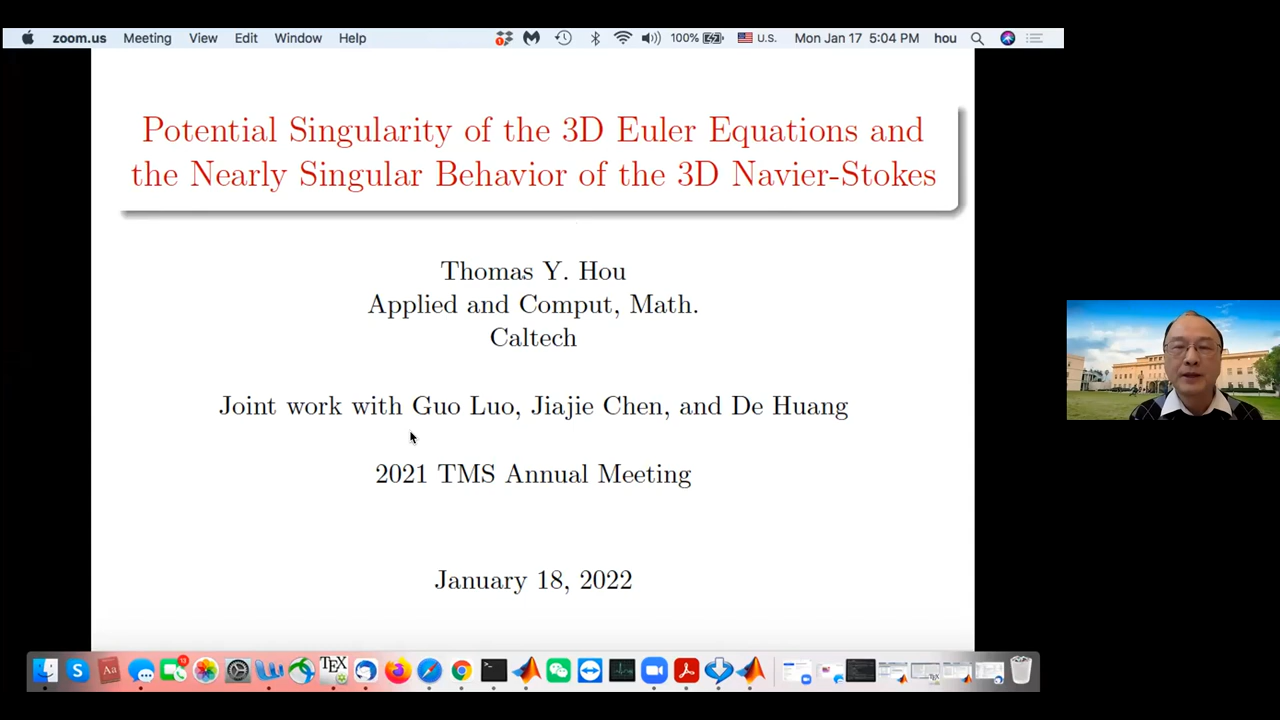 zoom.us Meeting View Edit Window Help 100% U.S. Mon Jan 17 5:04 PM hou
Potential Singularity of the 3D Euler Equations and
the Nearly Singular Behavior of the 3D Navier-Stokes
Thomas Y. Hou
Applied and Comput, Math.
Caltech
Joint work with Guo Luo, Jiajie Chen, and De Huang
2021 TMS Annual Meeting
January 18, 2022
Aa
TEX